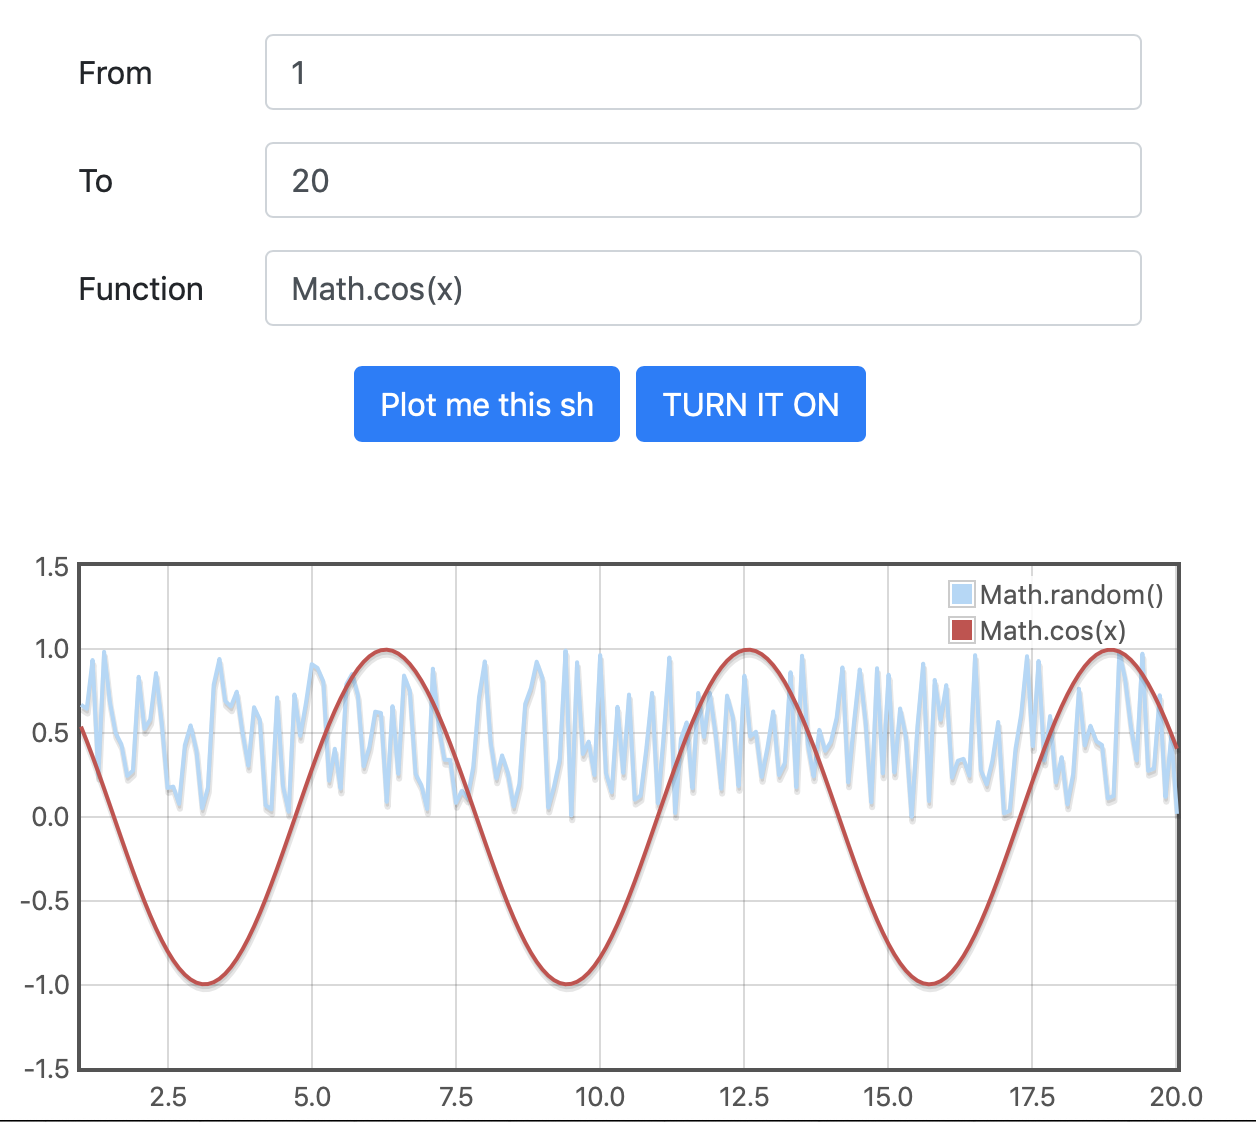 From 1
To 20
Function Math.cos(x)
Plot me this sh TURN IT ON
Math.random()
Math.cos(x)
1.5
1.0
0.5
0.0
-0.5
-1.0
-1.5
2.5 5.0 7.5 10.0 12.5 15.0 17.5 20.0